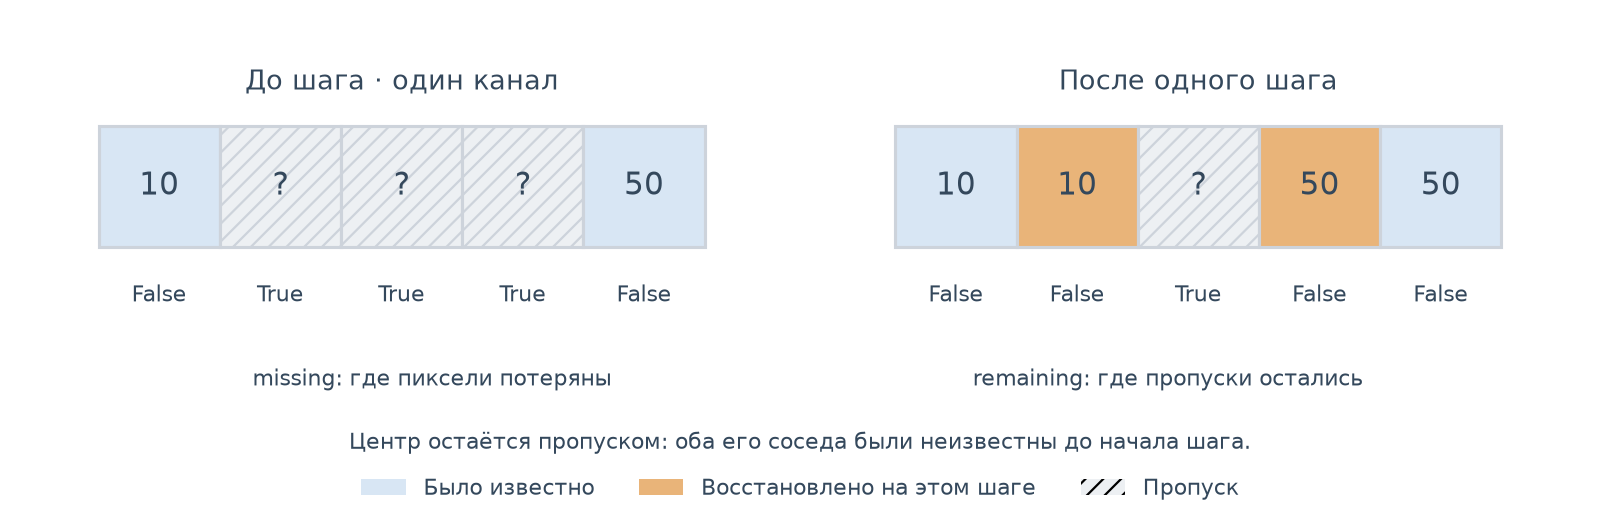 До шага · один канал
После одного шага
10 ? ? ? 50
10 10 ? 50 50
False True True True False
False False True False False
missing: где пиксели потеряны
remaining: где пропуски остались
Центр остаётся пропуском: оба его соседа были неизвестны до начала шага.
Было известно
Восстановлено на этом шаге
Пропуск